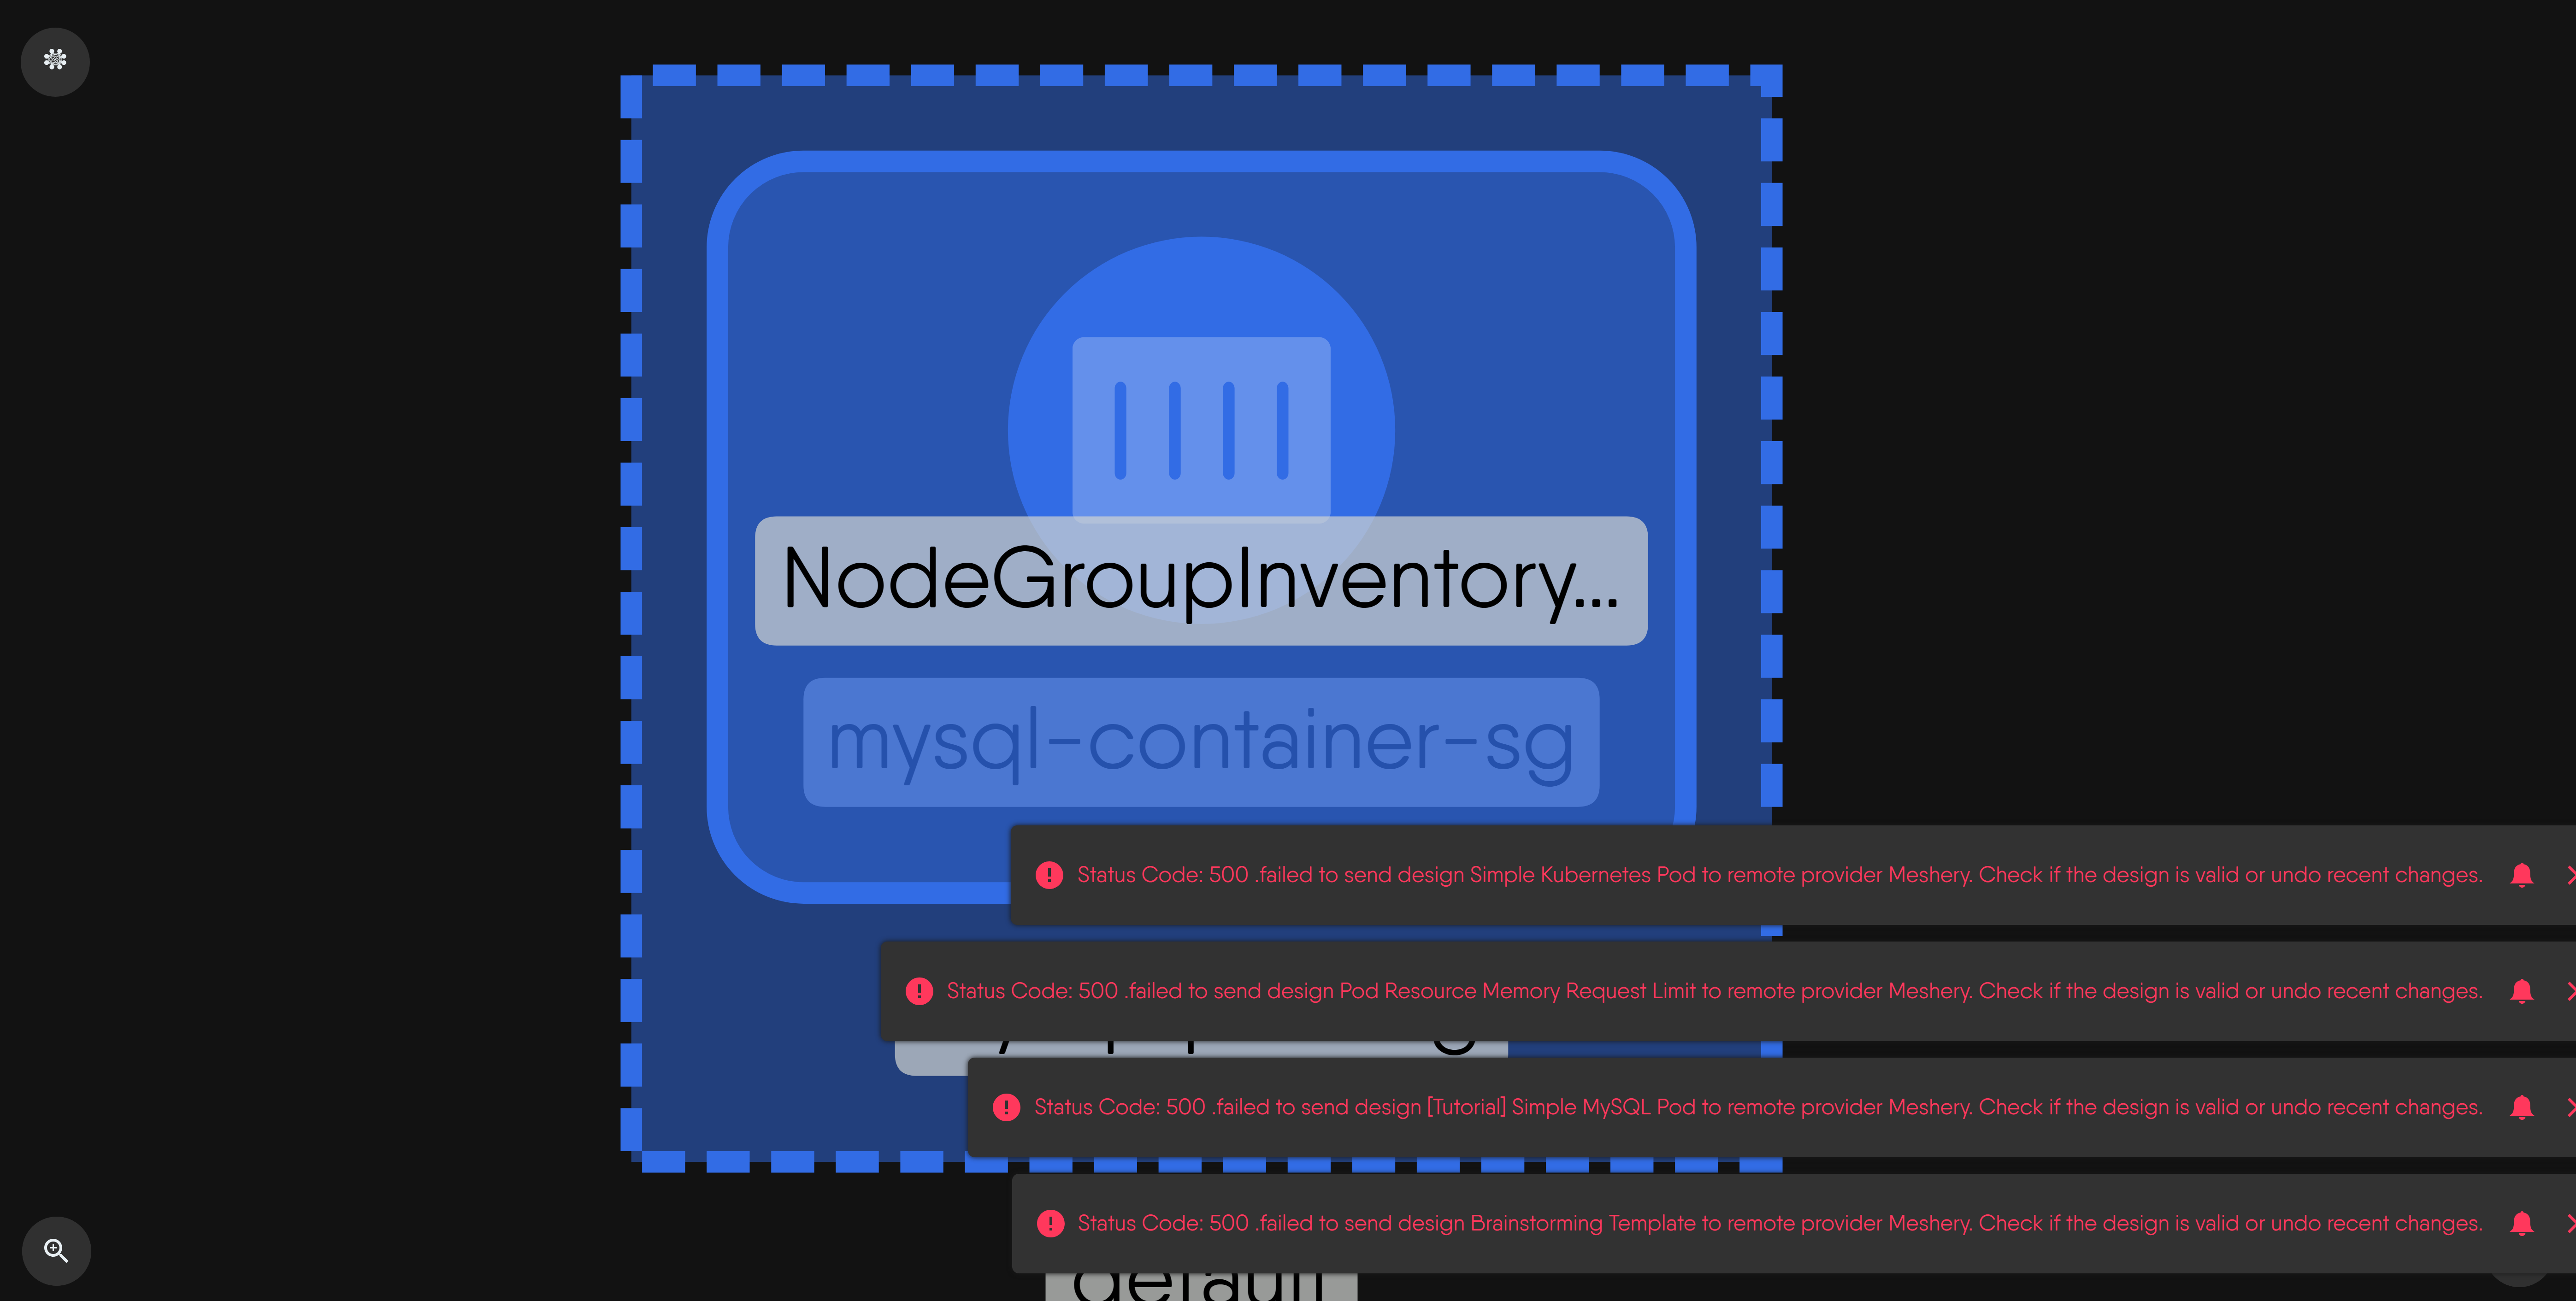 NodeGroupInventory...
mysql-container-sg
Status Code: 500 .failed to send design Simple Kubernetes Pod to remote provider Meshery. Check if the design is valid or undo recent changes.
Status Code: 500 .failed to send design Pod Resource Memory Request Limit to remote provider Meshery. Check if the design is valid or undo recent changes.
Status Code: 500 .failed to send design [Tutorial] Simple MySQL Pod to remote provider Meshery. Check if the design is valid or undo recent changes.
Status Code: 500 .failed to send design Brainstorming Template to remote provider Meshery. Check if the design is valid or undo recent changes.
default